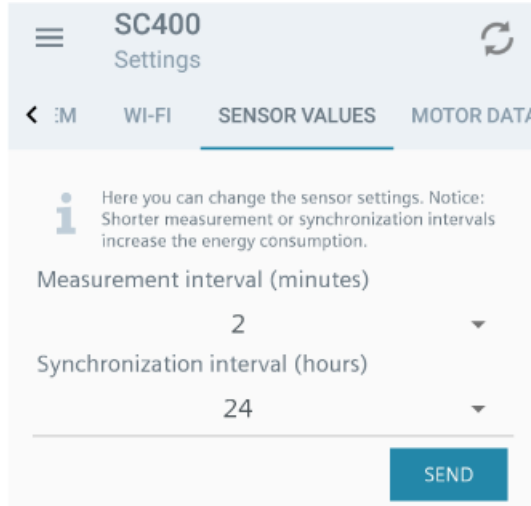 SC400
Settings
EM WI-FI SENSOR VALUES MOTOR DATA
Here you can change the sensor settings. Notice:
Shorter measurement or synchronization intervals
increase the energy consumption.
Measurement interval (minutes)
2
Synchronization interval (hours)
24
SEND